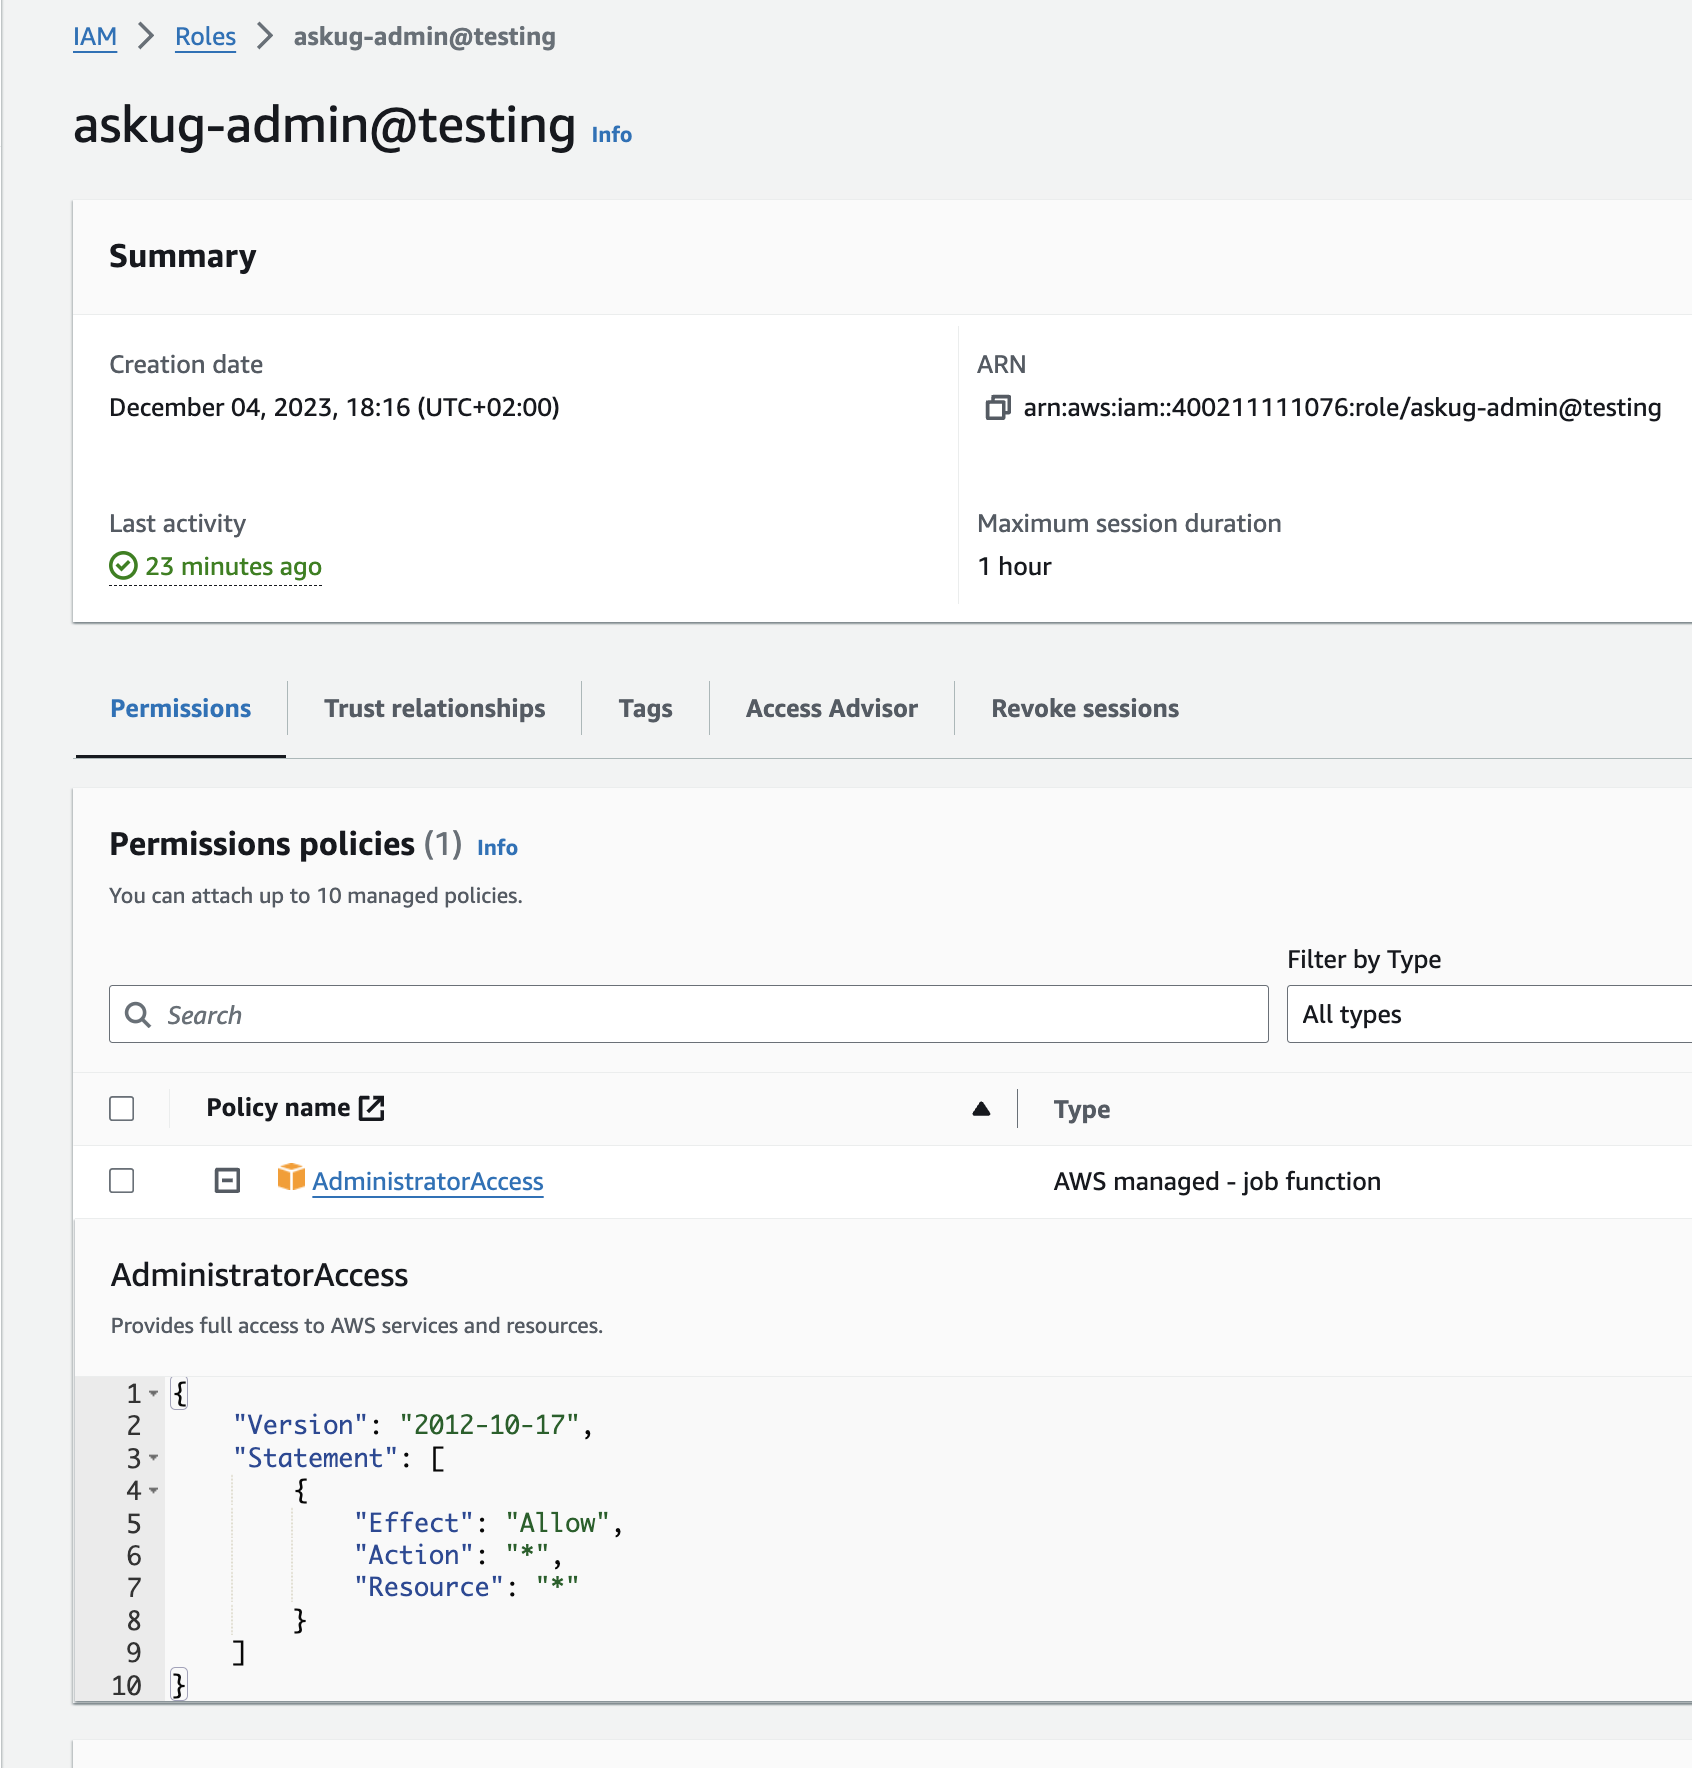 IAM > Roles > askug-admin@testing
askug-admin@testing Info
Summary
Creation date
December 04, 2023, 18:16 (UTC+02:00)
ARN
arn:aws:iam::400211111076:role/askug-admin@testing
Last activity
23 minutes ago
Maximum session duration
1 hour
Permissions Trust relationships Tags Access Advisor Revoke sessions
Permissions policies (1) Info
You can attach up to 10 managed policies.
Filter by Type
Search All types
Policy name Type
AdministratorAccess AWS managed - job function
AdministratorAccess
Provides full access to AWS services and resources.
1 {
2     "Version": "2012-10-17",
3     "Statement": [
4         {
5             "Effect": "Allow",
6             "Action": "*",
7             "Resource": "*"
8         }
9     ]
10 }